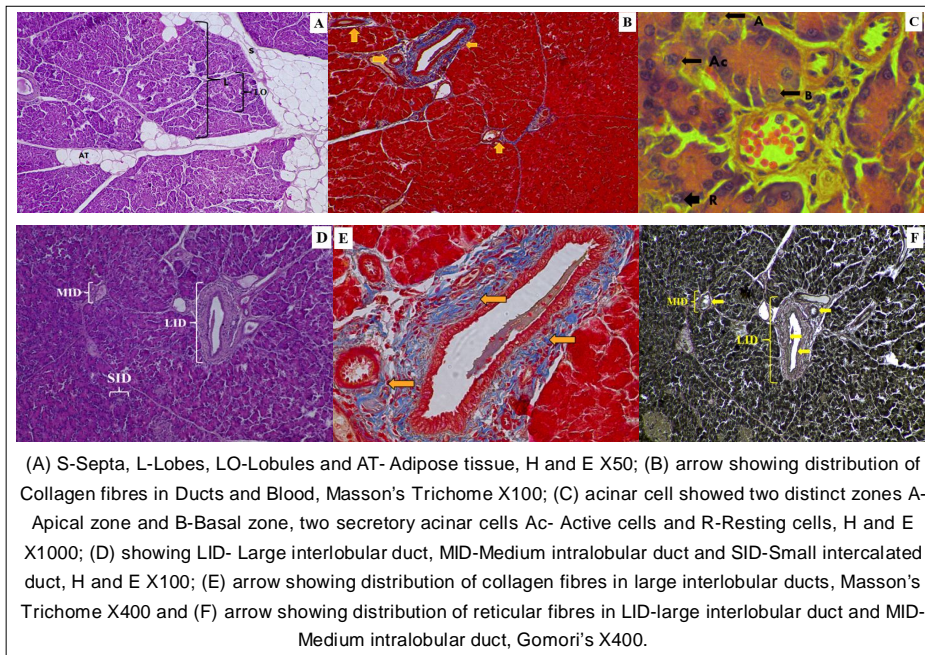 A
S
L
LO
AT
B
C
A
Ac
B
R
D
MID
LID
SID
E
F
MID
LID
(A) S-Septa, L-Lobes, LO-Lobules and AT- Adipose tissue, H and E X50; (B) arrow showing distribution of
Collagen fibres in Ducts and Blood, Masson's Trichome X100; (C) acinar cell showed two distinct zones A-
Apical zone and B-Basal zone, two secretory acinar cells Ac- Active cells and R-Resting cells, H and E
X1000; (D) showing LID- Large interlobular duct, MID-Medium intralobular duct and SID-Small intercalated
duct, H and E X100; (E) arrow showing distribution of collagen fibres in large interlobular ducts, Masson's
Trichome X400 and (F) arrow showing distribution of reticular fibres in LID-large interlobular duct and MID-
Medium intralobular duct, Gomori's X400.